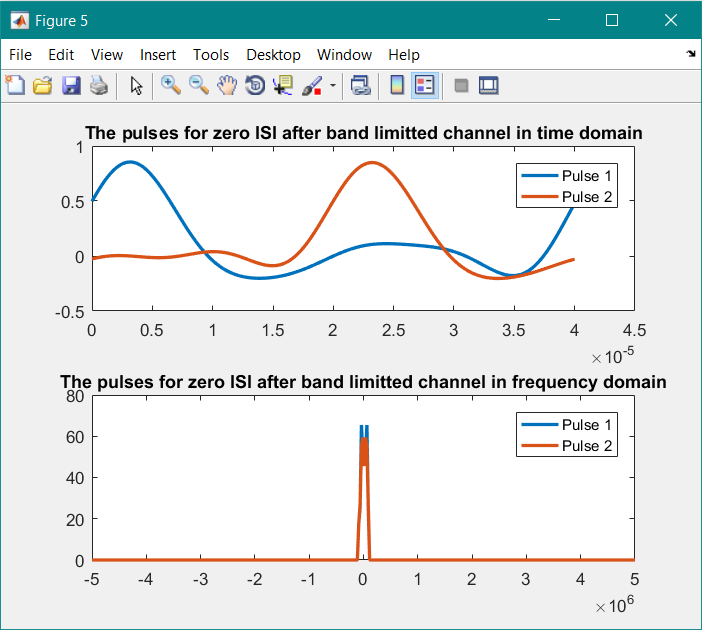 Figure 5
File Edit View Insert Tools Desktop Window Help
The pulses for zero ISI after band limitted channel in time domain
1
0.5
0
-0.5
Pulse 1
Pulse 2
0 0.5 1 1.5 2 2.5 3 3.5 4 4.5
×10^-5
The pulses for zero ISI after band limitted channel in frequency domain
80
60
40
20
0
Pulse 1
Pulse 2
-5 -4 -3 -2 -1 0 1 2 3 4 5
×10^6